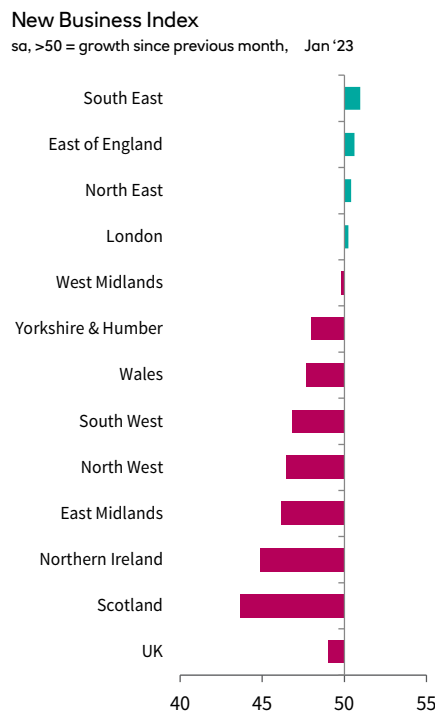 New Business Index
sa, >50 = growth since previous month, Jan ‘23
South East
East of England
North East
London
West Midlands
Yorkshire & Humber
Wales
South West
North West
East Midlands
Northern Ireland
Scotland
UK
40 45 50 55